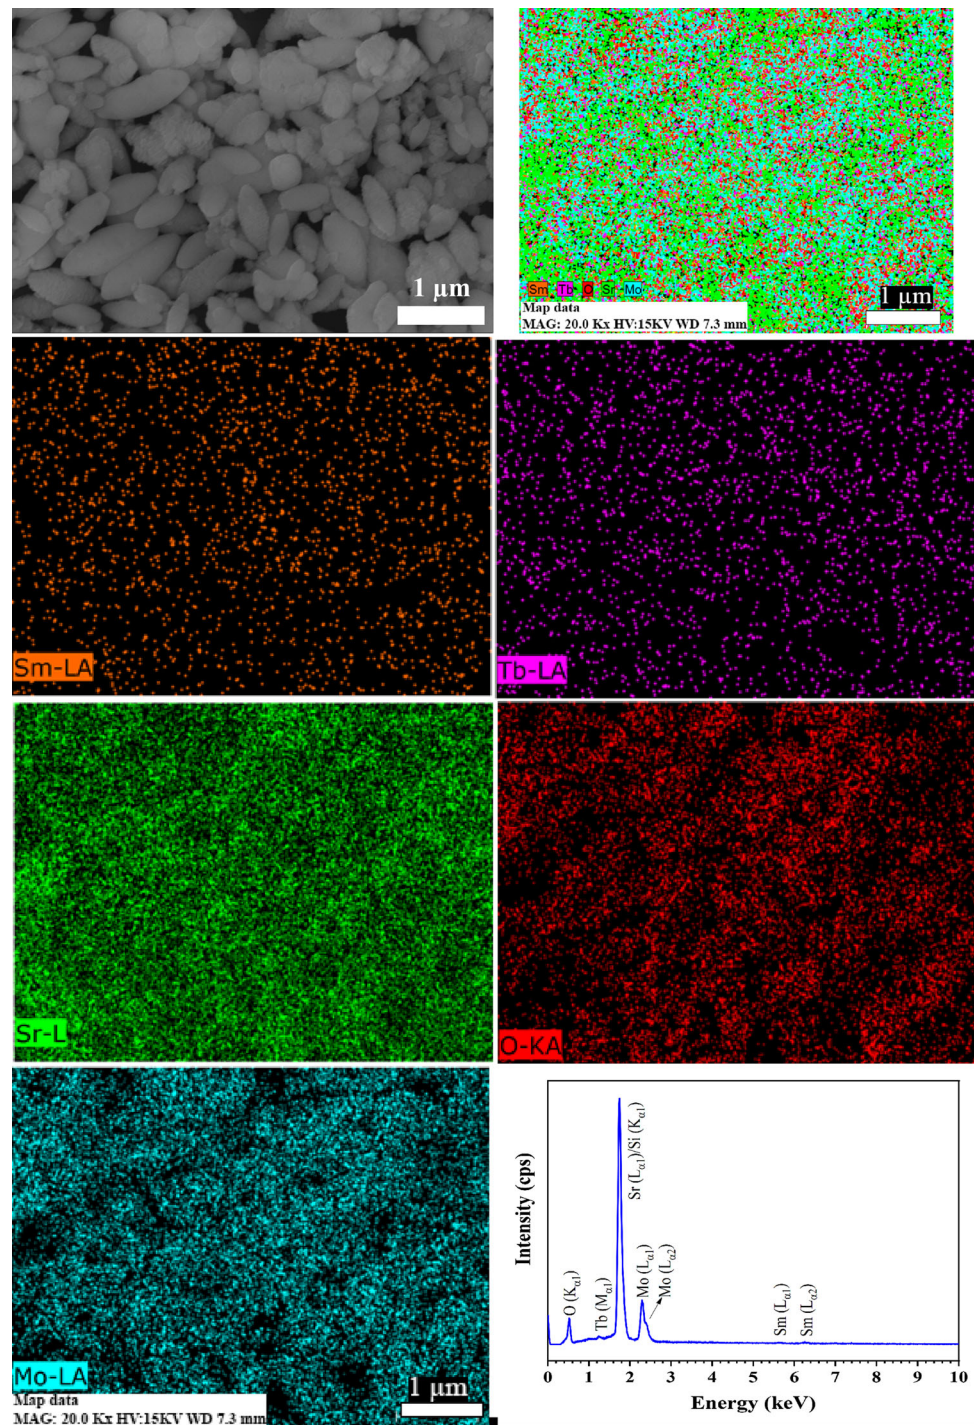 1 µm
Sm Tb O Sr Mo
1 µm
Map data
MAG: 20.0 Kx HV:15KV WD 7.3 mm
Sm-LA
Tb-LA
Sr-L
O-KA
Mo-LA
1 µm
Map data
MAG: 20.0 Kx HV:15KV WD 7.3 mm
Intensity (cps)
O (Kα1)
Tb (Mα1)
Sr (Lα1)/Si (Kα1)
Mo (Lα1)
Mo (Lα2)
Sm (Lα1)
Sm (Lα2)
0 1 2 3 4 5 6 7 8 9 10
Energy (keV)